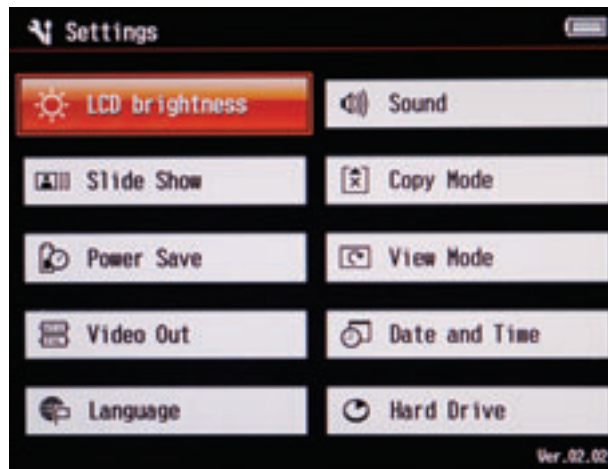 Settings
LCD brightness
Sound
Slide Show
Copy Mode
Power Save
View Mode
Video Out
Date and Time
Language
Hard Drive
Ver.02.02